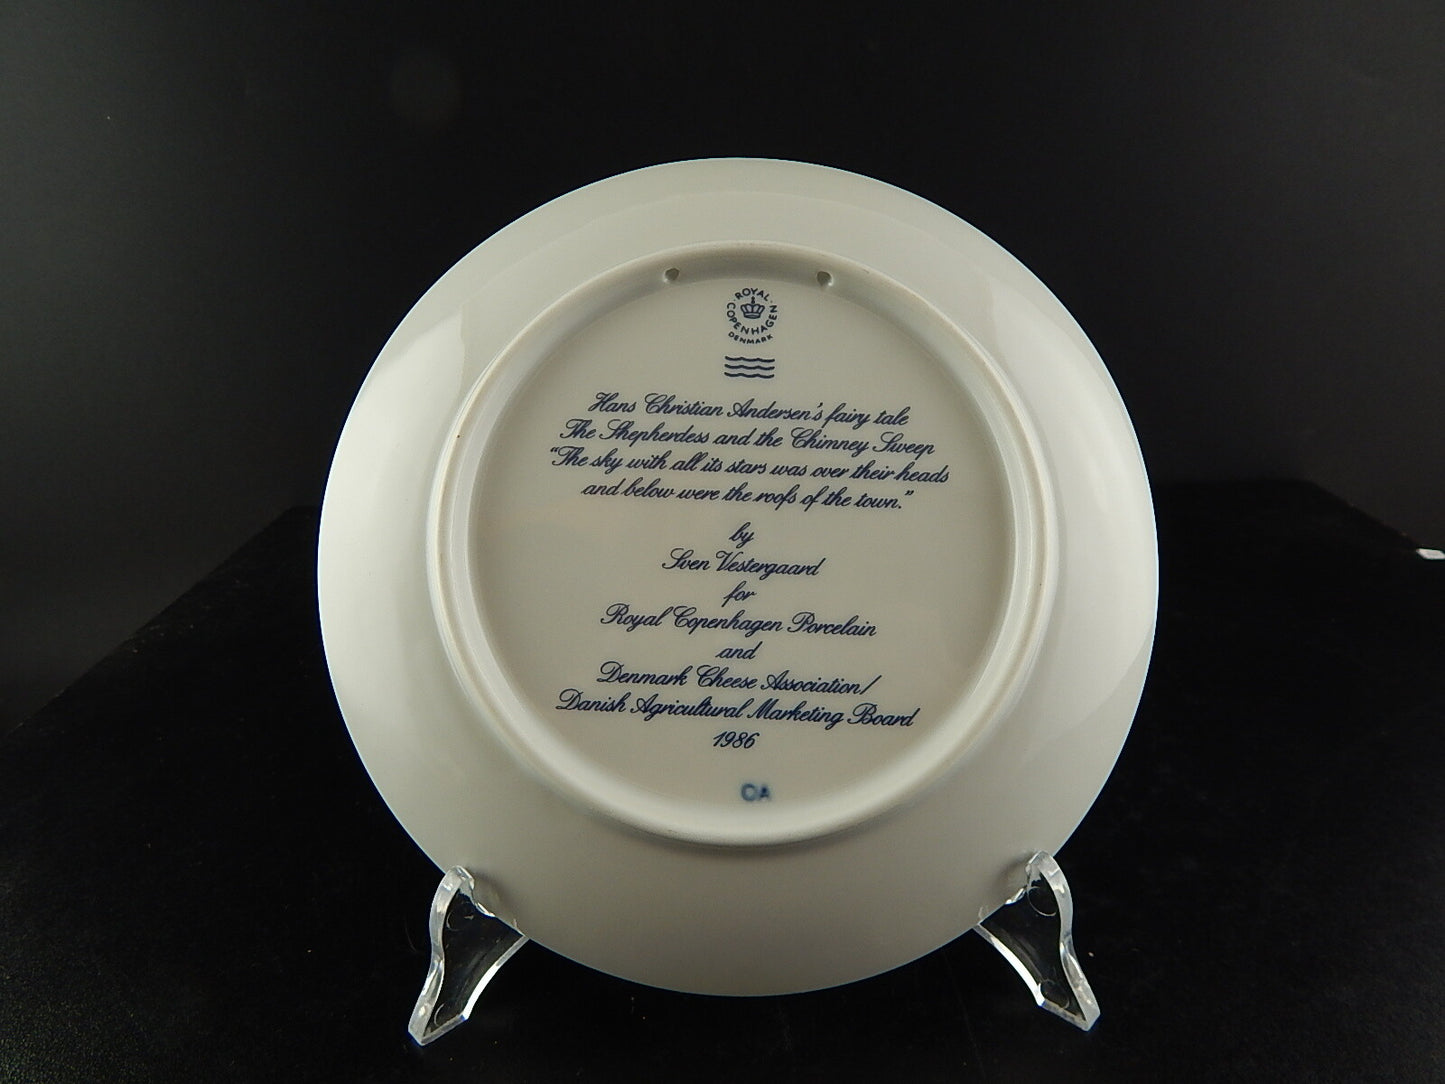 ROYAL
COPENHAGEN
DENMARK
Hans Christian Andersen's fairy tale
The Shepherdess and the Chimney Sweep
"The sky with all its stars was over their heads
and below were the roofs of the town."
by
Sven Vestergaard
for
Royal Copenhagen Porcelain
and
Denmark Cheese Association/
Danish Agricultural Marketing Board
1986
OA